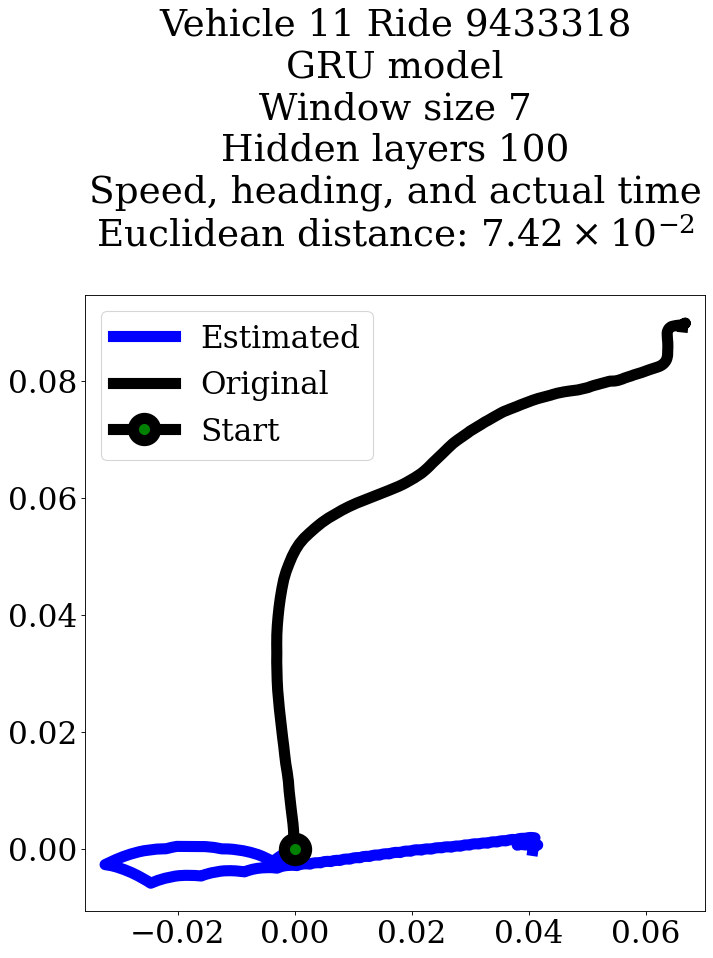 Vehicle 11 Ride 9433318
GRU model
Window size 7
Hidden layers 100
Speed, heading, and actual time
Euclidean distance: 7.42 × 10⁻²
Estimated
Original
Start
0.08
0.06
0.04
0.02
0.00
−0.02 0.00 0.02 0.04 0.06